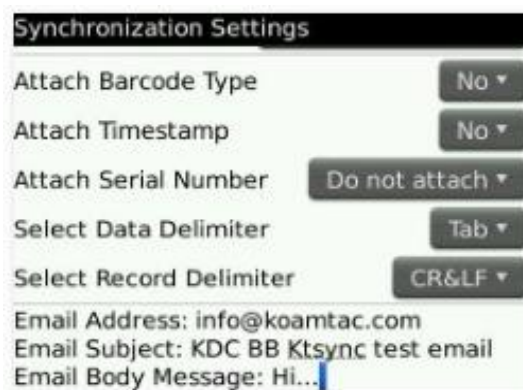 Synchronization Settings
Attach Barcode Type No
Attach Timestamp No
Attach Serial Number Do not attach
Select Data Delimiter Tab
Select Record Delimiter CR&LF
Email Address: info@koamtac.com
Email Subject: KDC BB Ktsync test email
Email Body Message: Hi...